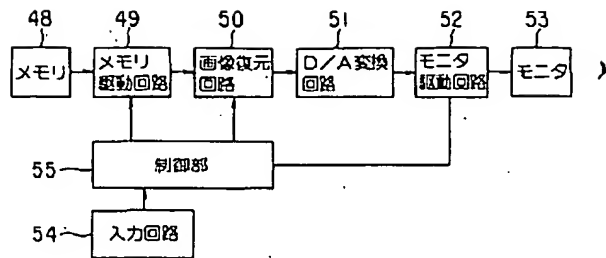 48
49
50
51
52
53
メモリ
メモリ
駆動回路
画像復元
回路
D/A変換
回路
モニタ
駆動回路
モニタ
制御部
55
54
入力回路